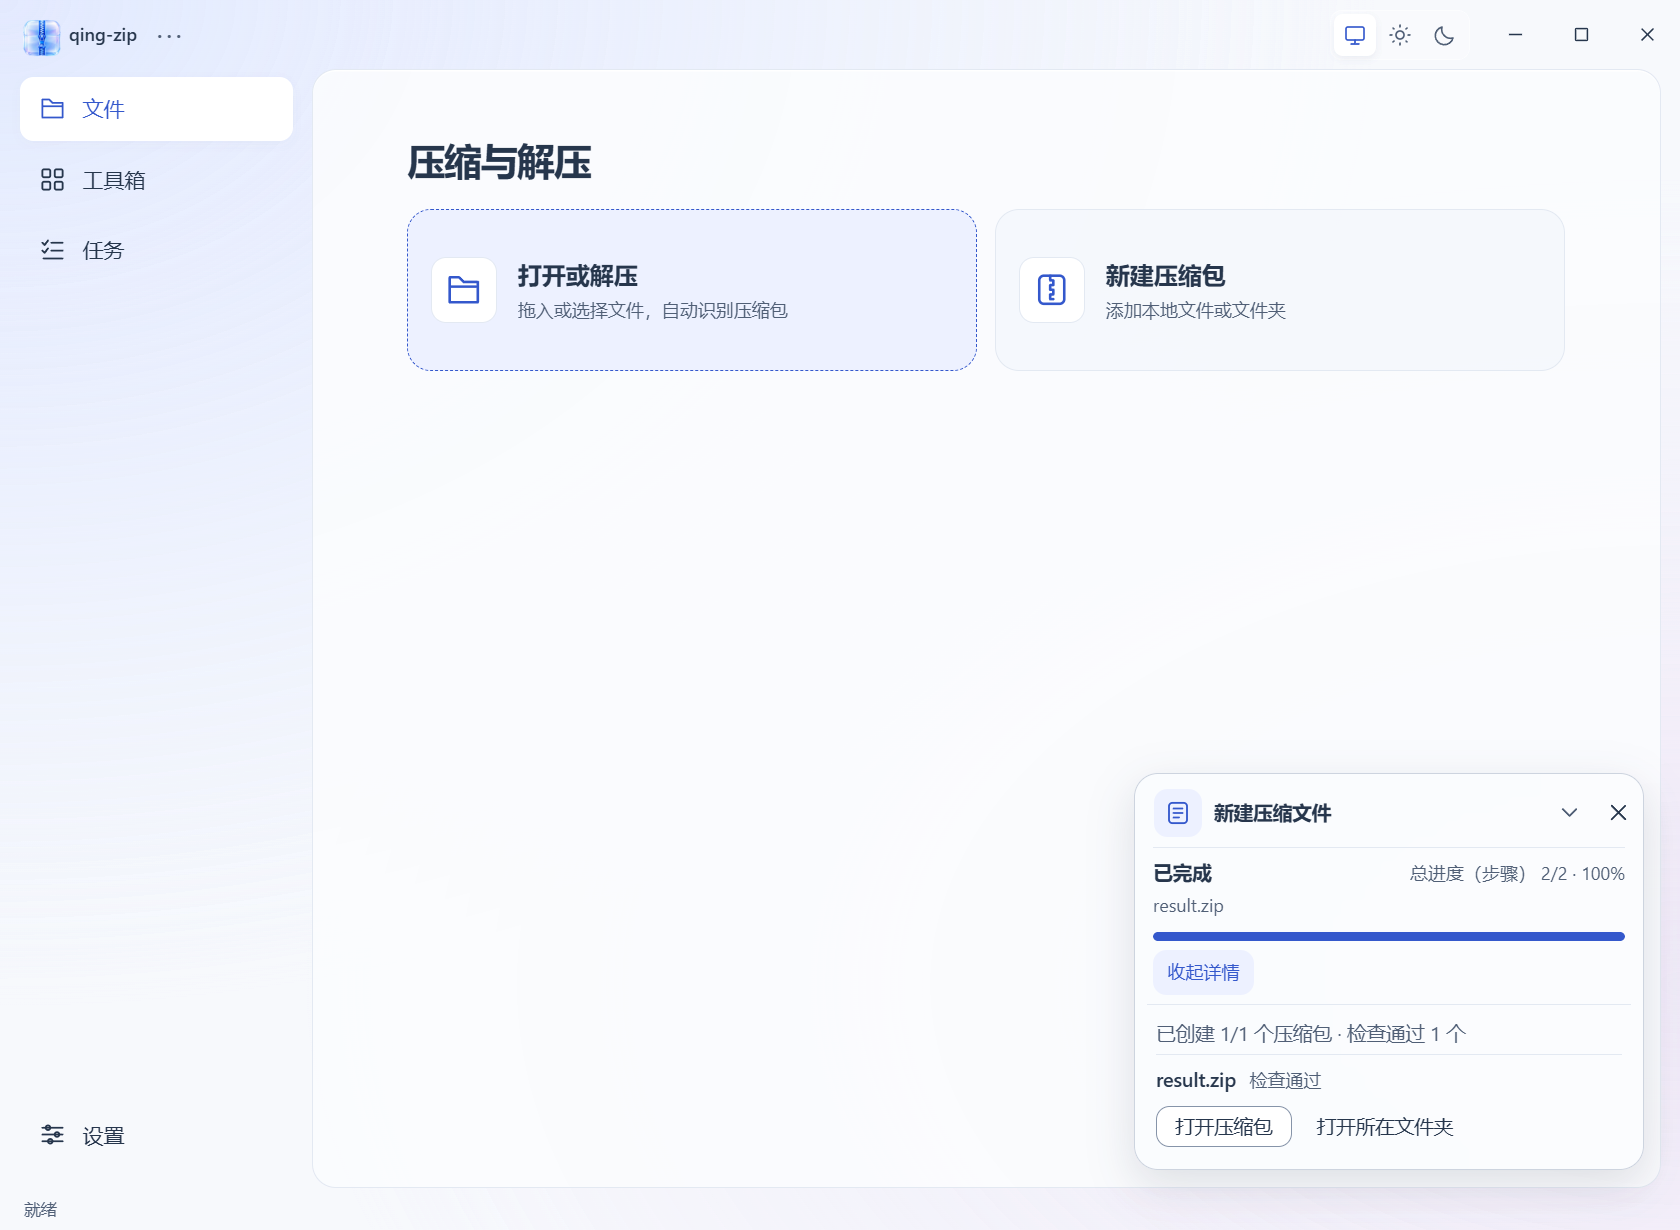 qing-zip ···
文件
工具箱
任务
设置
就绪
压缩与解压
打开或解压
拖入或选择文件，自动识别压缩包
新建压缩包
添加本地文件或文件夹
新建压缩文件
已完成 总进度（步骤） 2/2 · 100%
result.zip
收起详情
已创建 1/1 个压缩包 · 检查通过 1 个
result.zip 检查通过
打开压缩包 打开所在文件夹